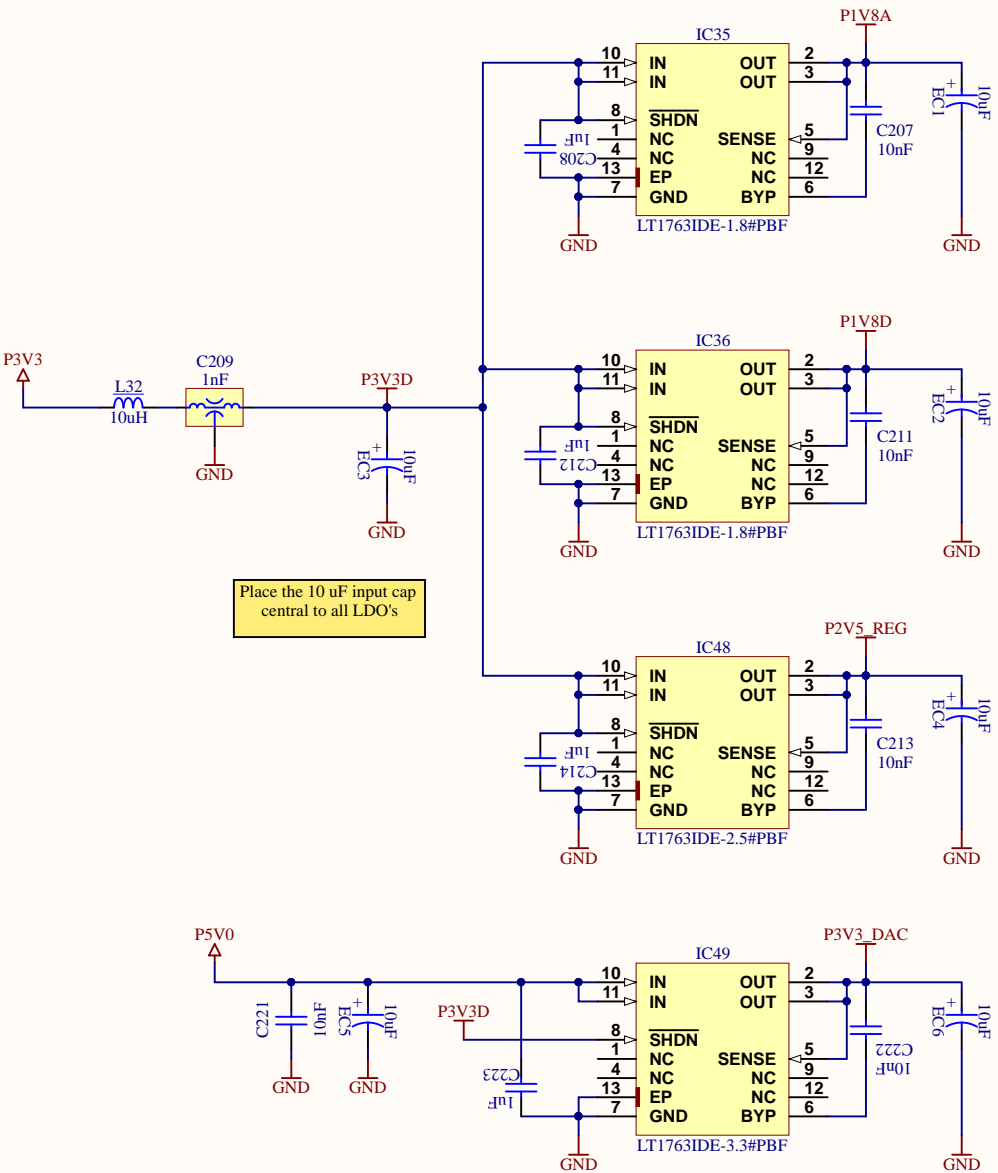 P1V8A
IC35
10 IN OUT 2
11 IN OUT 3
8 SHDN
1 NC SENSE 5
4 NC NC 9
13 EP NC 12
7 GND BYP 6
LT1763IDE-1.8#PBF
1uF
C208
GND
C207
10nF
EC1
+
10uF
GND
P1V8D
IC36
10 IN OUT 2
11 IN OUT 3
8 SHDN
1 NC SENSE 5
4 NC NC 9
13 EP NC 12
7 GND BYP 6
LT1763IDE-1.8#PBF
1uF
C212
GND
C211
10nF
EC2
+
10uF
GND
P3V3
L32
10uH
C209
1nF
GND
P3V3D
EC3
+
10uF
GND
Place the 10 uF input cap
central to all LDO's
P2V5_REG
IC48
10 IN OUT 2
11 IN OUT 3
8 SHDN
1 NC SENSE 5
4 NC NC 9
13 EP NC 12
7 GND BYP 6
LT1763IDE-2.5#PBF
1uF
C214
GND
C213
10nF
EC4
+
10uF
GND
P5V0
C221
10nF
GND
EC5
+
10uF
GND
P3V3D
C223
1uF
P3V3_DAC
IC49
10 IN OUT 2
11 IN OUT 3
8 SHDN
1 NC SENSE 5
4 NC NC 9
13 EP NC 12
7 GND BYP 6
LT1763IDE-3.3#PBF
GND
C222
10nF
EC6
+
10uF
GND